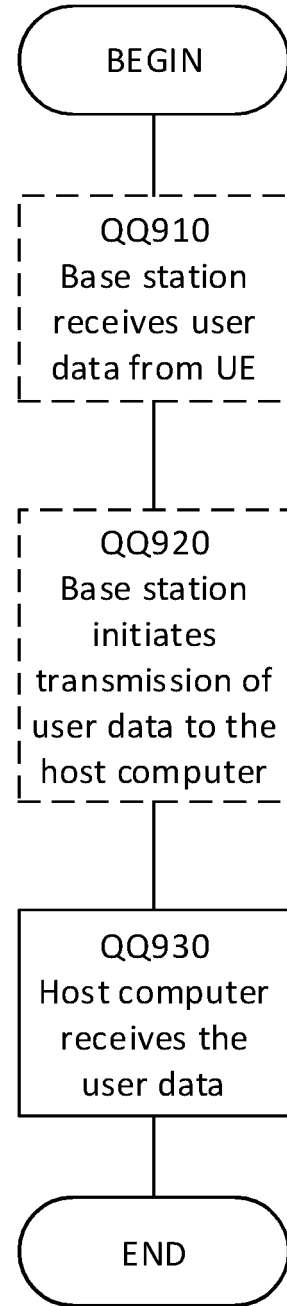 BEGIN
QQ910
Base station
receives user
data from UE
QQ920
Base station
initiates
transmission of
user data to the
host computer
QQ930
Host computer
receives the
user data
END